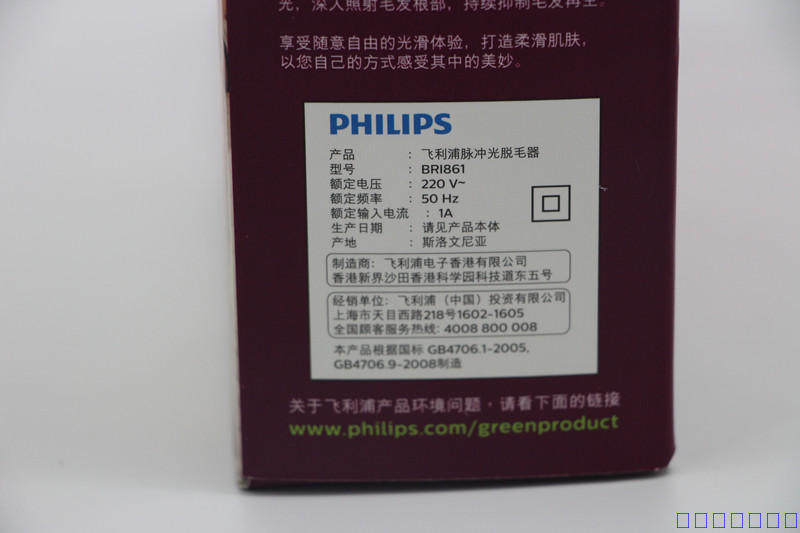 光，深入照射毛发根部，持续抑制毛发再生。
享受随意自由的光滑体验，打造柔滑肌肤，
以您自己的方式感受其中的美妙。
PHILIPS
产品 ：飞利浦脉冲光脱毛器
型号 ：BRI861
额定电压 ：220 V~
额定频率 ：50 Hz
额定输入电流 ：1A
生产日期 ：请见产品本体
产地 ：斯洛文尼亚
制造商：飞利浦电子香港有限公司
香港新界沙田香港科学园科技道东五号
经销单位：飞利浦（中国）投资有限公司
上海市天目西路218号1602-1605
全国顾客服务热线: 4008 800 008
本产品根据国标 GB4706.1-2005,
GB4706.9-2008制造
关于飞利浦产品环境问题，请看下面的链接
www.philips.com/greenproduct